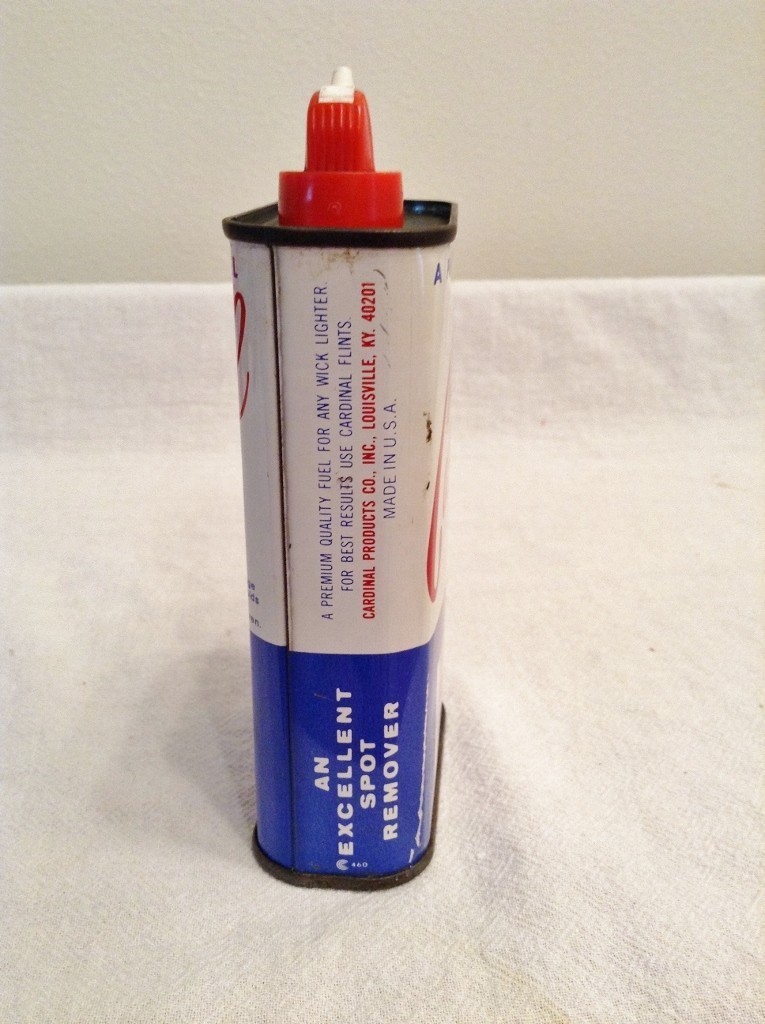 A PREMIUM QUALITY FUEL FOR ANY WICK LIGHTER.
FOR BEST RESULTS USE CARDINAL FLINTS.
CARDINAL PRODUCTS CO., INC., LOUISVILLE, KY. 40201
MADE IN U.S.A.
AN
EXCELLENT
SPOT
REMOVER
460
A